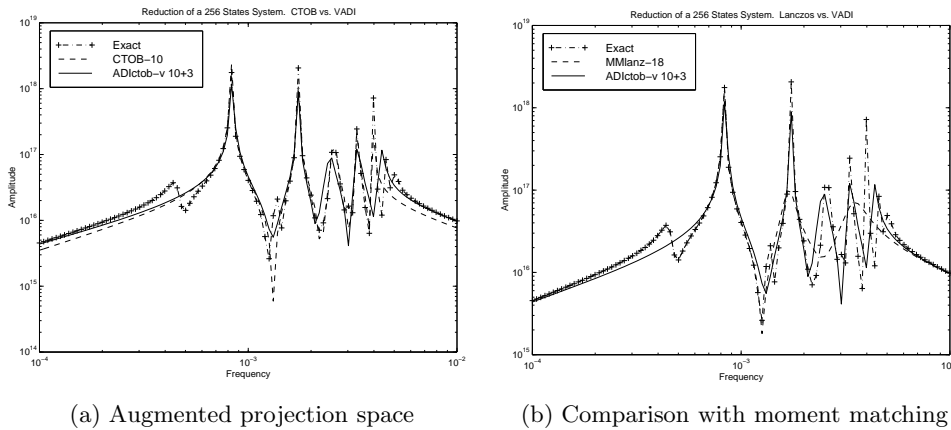 Reduction of a 256 States System. CTOB vs. VADI
10^19
10^18
10^17
10^16
10^15
10^14
Amplitude
Exact
CTOB−10
ADIctob−v 10+3
10^−4
10^−3
10^−2
Frequency
(a) Augmented projection space
Reduction of a 256 States System. Lanczos vs. VADI
10^19
10^18
10^17
10^16
10^15
Amplitude
Exact
MMlanz−18
ADIctob−v 10+3
10^−4
10^−3
10
Frequency
(b) Comparison with moment matching